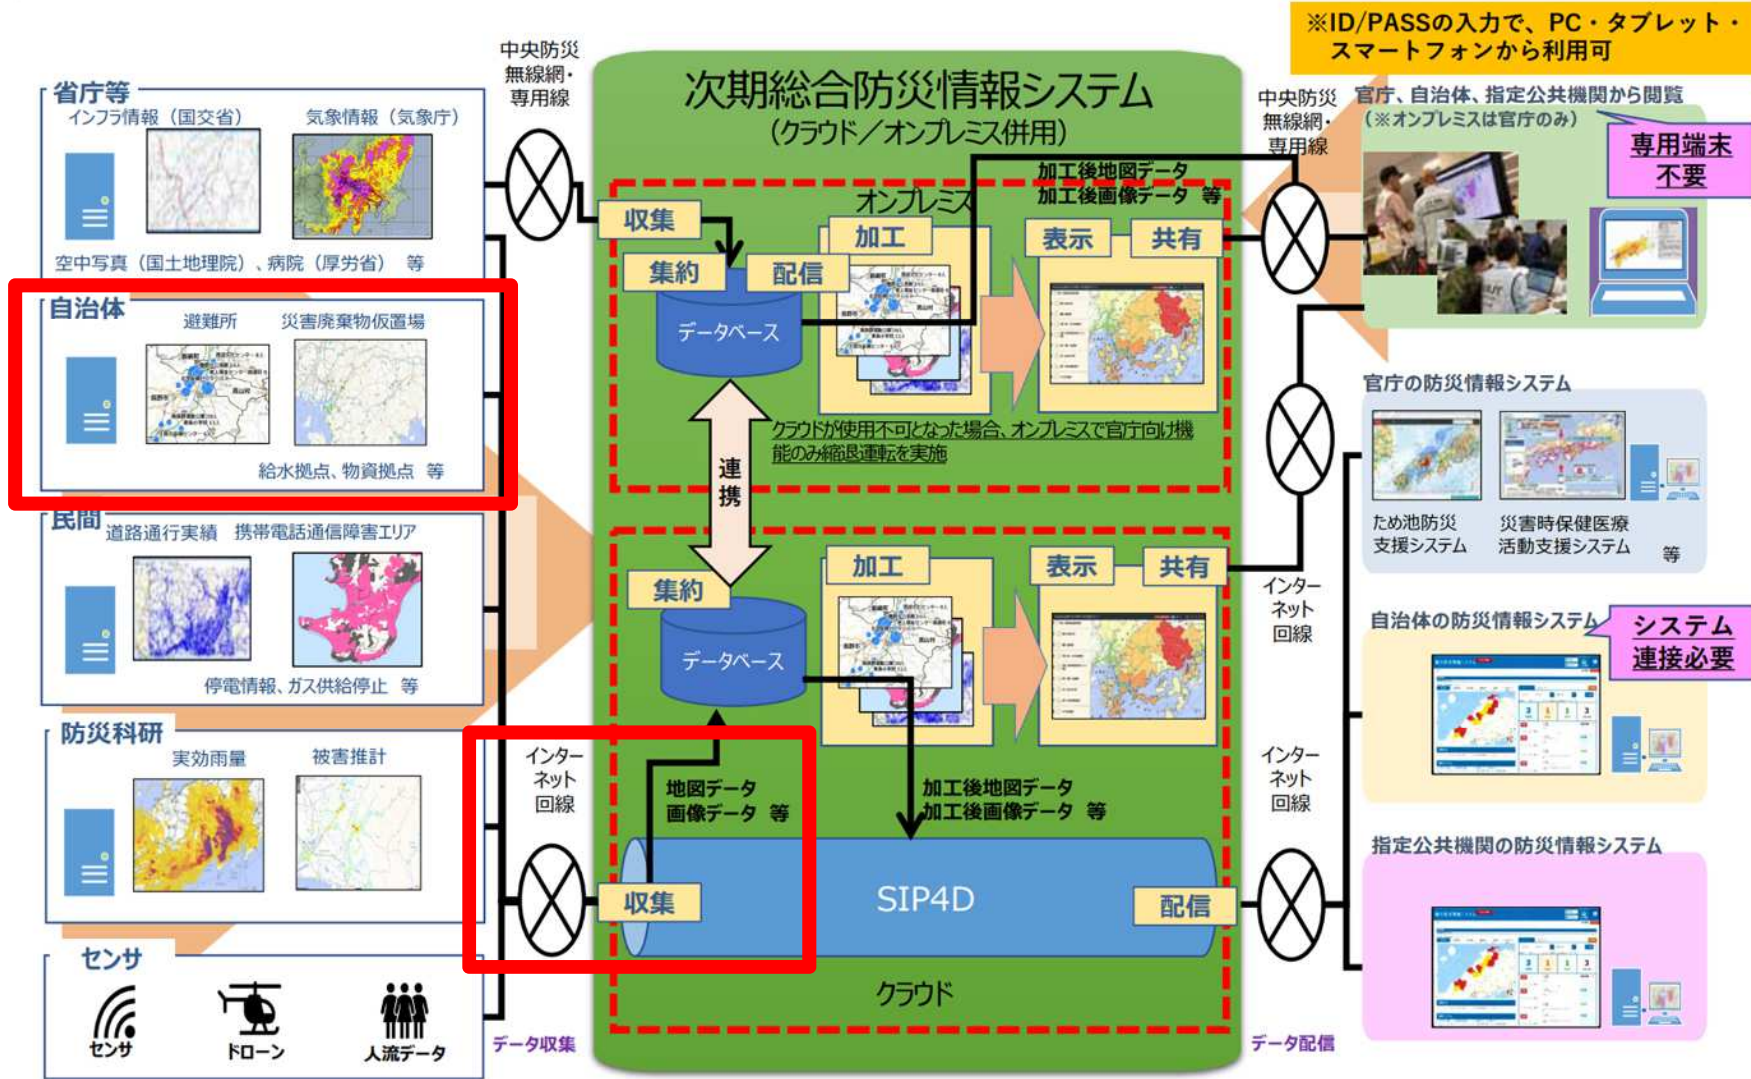 ※ID/PASSの入力で、PC・タブレット・
スマートフォンから利用可
次期総合防災情報システム
(クラウド／オンプレミス併用)
中央防災
無線網・
専用線
省庁等
インフラ情報（国交省）
気象情報（気象庁）
空中写真（国土地理院）、病院（厚労省） 等
自治体
避難所
災害廃棄物仮置場
給水拠点、物資拠点 等
民間
道路通行実績
携帯電話通信障害エリア
停電情報、ガス供給停止 等
防災科研
実効雨量
被害推計
センサ
センサ
ドローン
人流データ
インター
ネット
回線
データ収集
オンプレミス
加工後地図データ
加工後画像データ 等
収集
集約
配信
データベース
加工
表示
共有
クラウドが使用不可となった場合、オンプレミスで官庁向け機
能のみ縮退運転を実施
連
携
集約
データベース
加工
表示
共有
地図データ
画像データ 等
加工後地図データ
加工後画像データ 等
収集
SIP4D
配信
クラウド
中央防災
無線網・
専用線
インター
ネット
回線
インター
ネット
回線
データ配信
官庁、自治体、指定公共機関から閲覧
（※オンプレミスは官庁のみ）
専用端末
不要
官庁の防災情報システム
ため池防災
支援システム
災害時保健医療
活動支援システム
等
自治体の防災情報システム
システム
連接必要
指定公共機関の防災情報システム